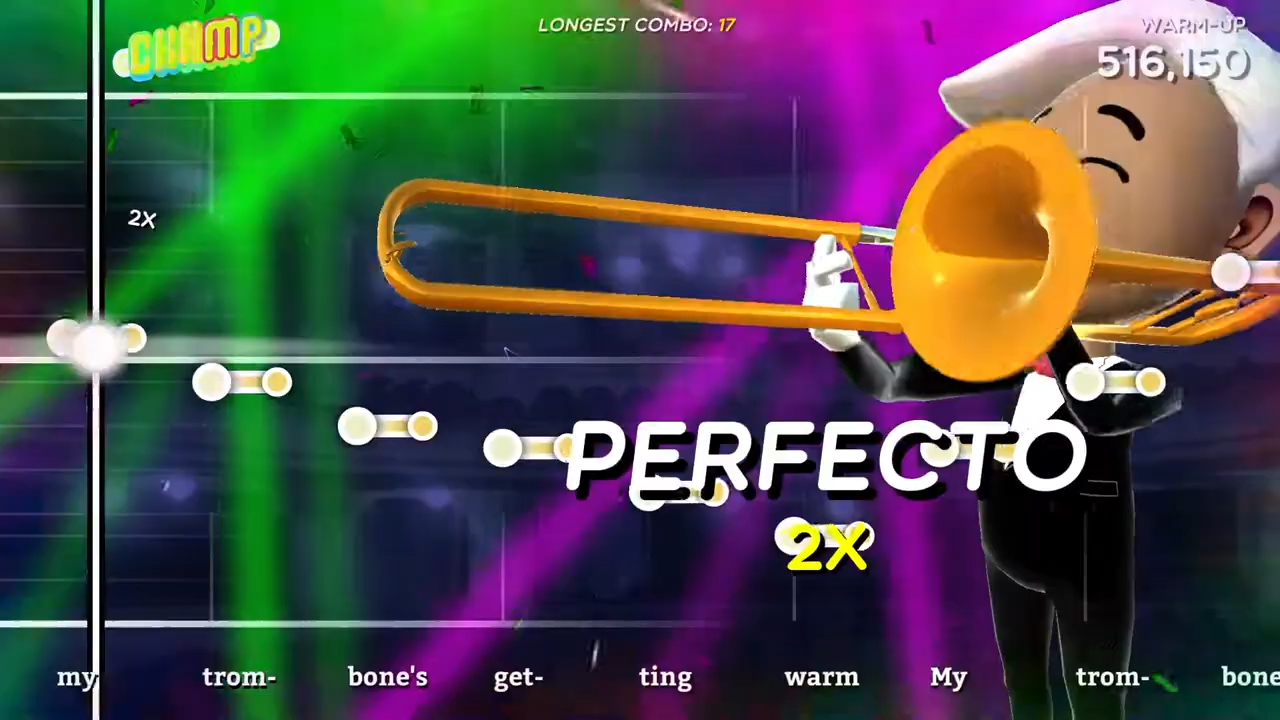 CHAMP
LONGEST COMBO: 17
WARM-UP
516,150
2X
PERFECTO
2X
my trom- bone's get- ting warm My trom- bone